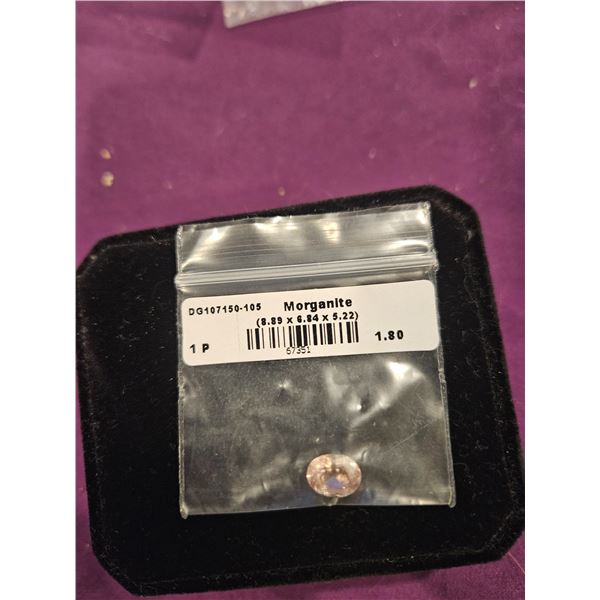 DG107150-105 Morganite
(8.89 x 6.84 x 5.22)
1 P 1.80
67351